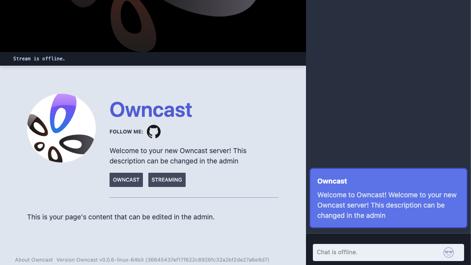 Stream is offline.
Owncast
FOLLOW ME:
Welcome to your new Owncast server! This
description can be changed in the admin
OWNCAST STREAMING
This is your page's content that can be edited in the admin.
About Owncast Version Owncast v0.0.6-linux-64bit
Owncast
Welcome to Owncast! Welcome to your new
Owncast server! This description can be
changed in the admin
Chat is offline.